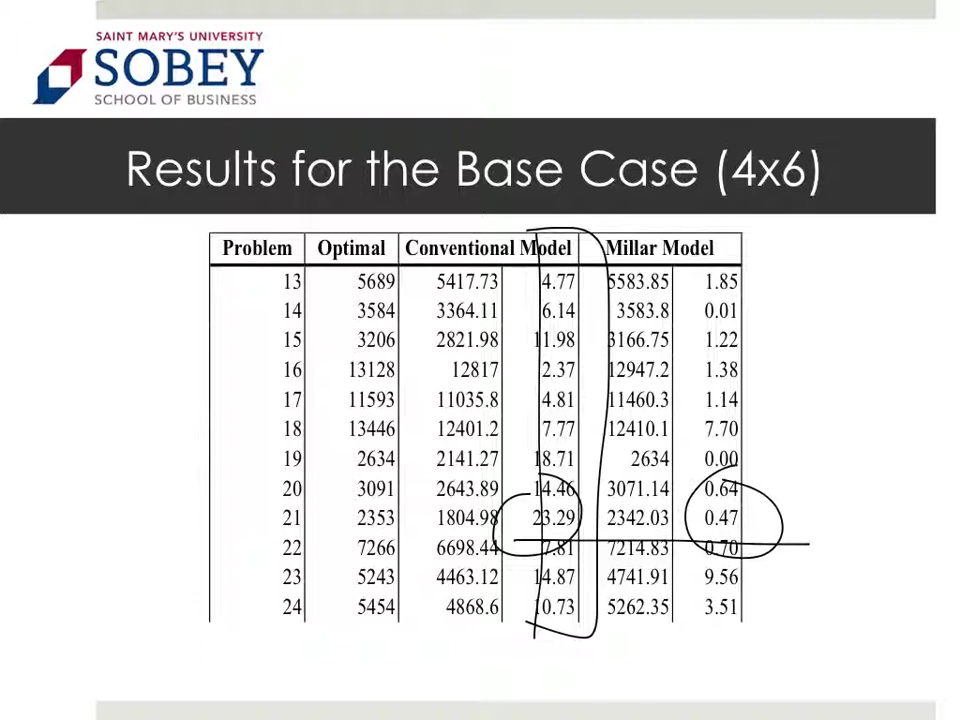 SAINT MARY'S UNIVERSITY
SOBEY
SCHOOL OF BUSINESS
Results for the Base Case (4x6)
Problem Optimal Conventional Model Millar Model
13 5689 5417.73 4.77 5583.85 1.85
14 3584 3364.11 6.14 3583.8 0.01
15 3206 2821.98 11.98 3166.75 1.22
16 13128 12817 2.37 12947.2 1.38
17 11593 11035.8 4.81 11460.3 1.14
18 13446 12401.2 7.77 12410.1 7.70
19 2634 2141.27 18.71 2634 0.00
20 3091 2643.89 14.46 3071.14 0.64
21 2353 1804.98 23.29 2342.03 0.47
22 7266 6698.44 7.81 7214.83 0.70
23 5243 4463.12 14.87 4741.91 9.56
24 5454 4868.6 10.73 5262.35 3.51